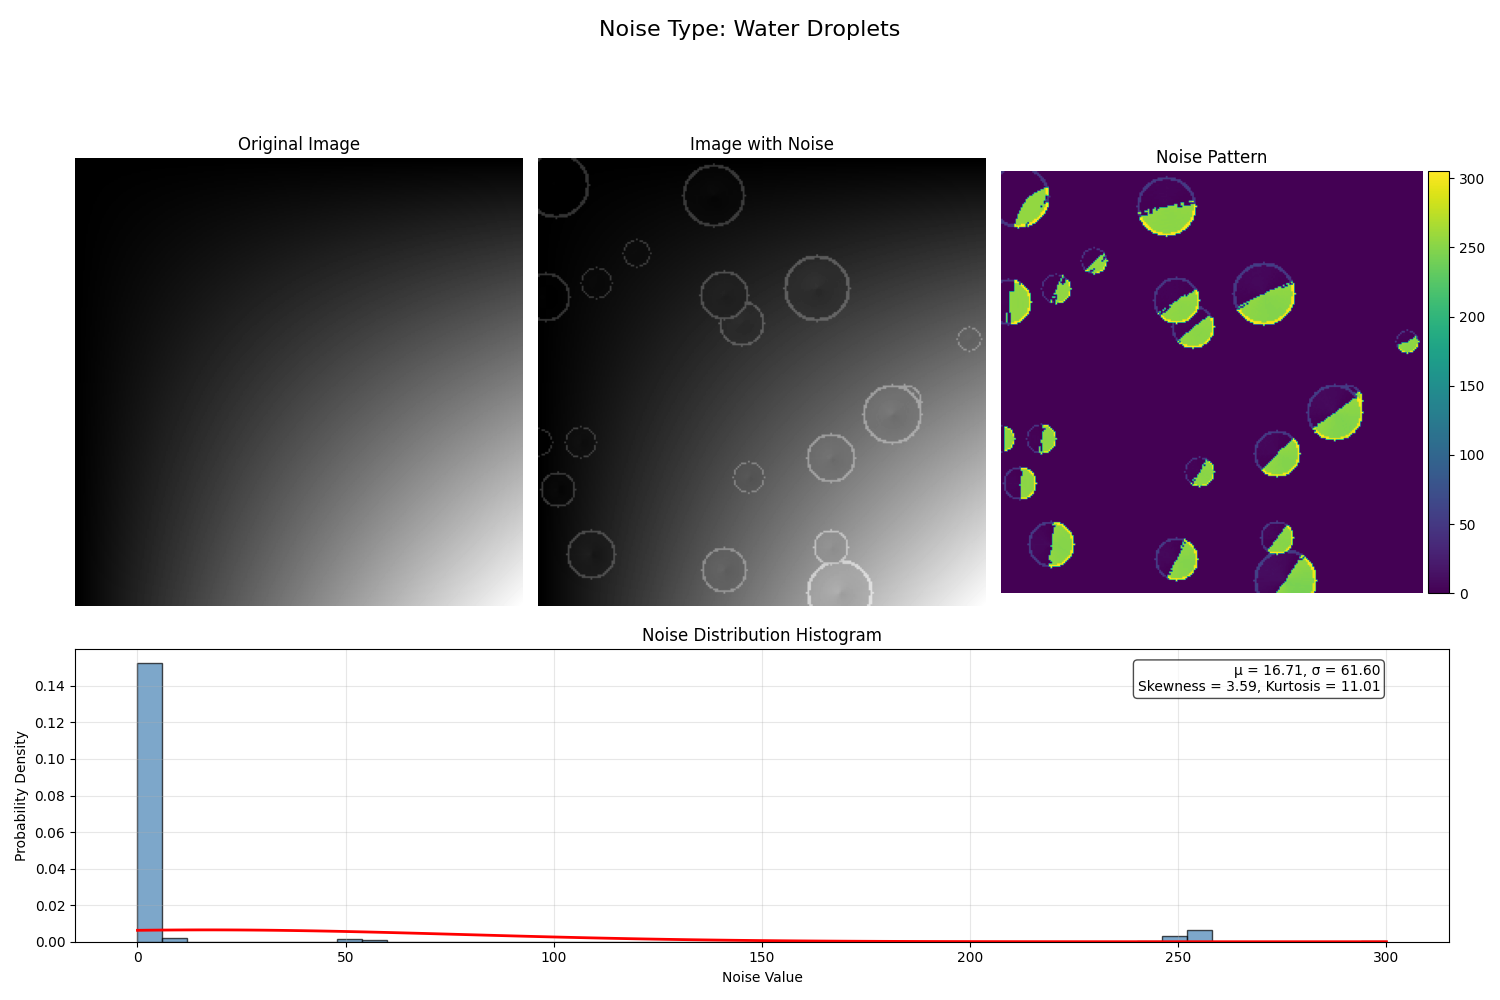 Noise Type: Water Droplets
Original Image
Image with Noise
Noise Pattern
300
250
200
150
100
50
0
Noise Distribution Histogram
μ = 16.71, σ = 61.60
Skewness = 3.59, Kurtosis = 11.01
Probability Density
0.14
0.12
0.10
0.08
0.06
0.04
0.02
0.00
0 50 100 150 200 250 300
Noise Value